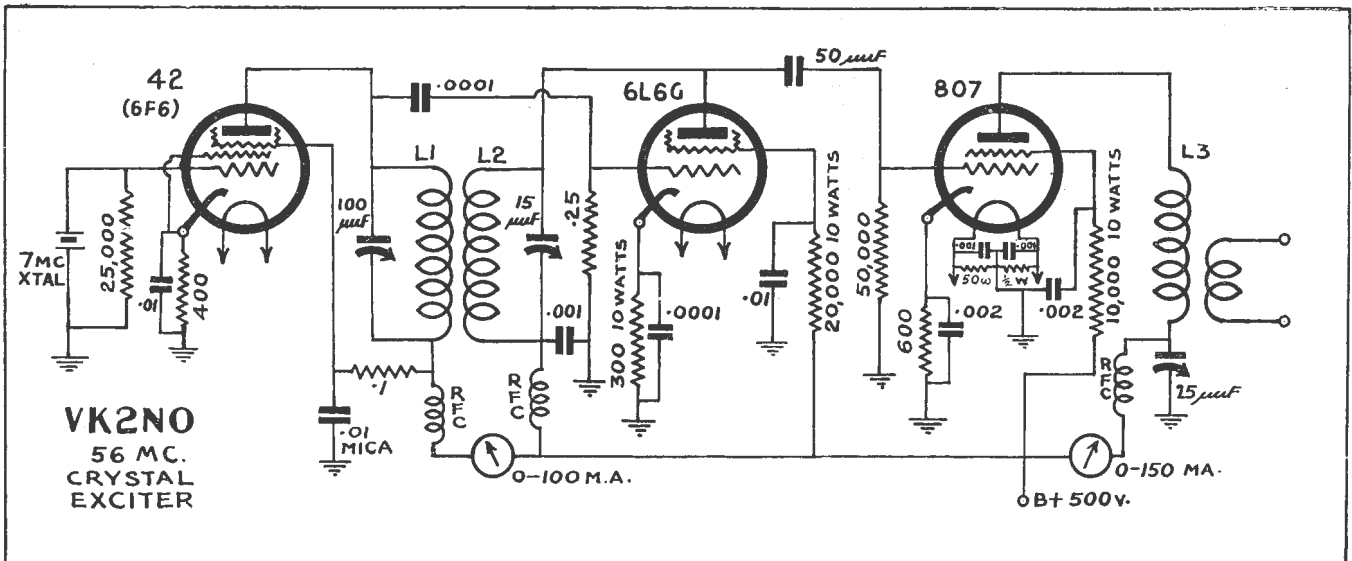 42
(6F6)
.0001
50 µµF
6L6G
807
L1
L2
L3
100
µµF
15
µµF
.25
7MC
XTAL
25,000
.01
400
.001
300 10 WATTS
.0001
.01
20,000 10 WATTS
50,000
.001
.001
50ω
½ W
600
.002
.002
10,000 10 WATTS
.1
RFC
RFC
RFC
25µµF
.01
MICA
0-100 M.A.
0-150 MA.
B+ 500V.
VK2NO
56 MC.
CRYSTAL
EXCITER